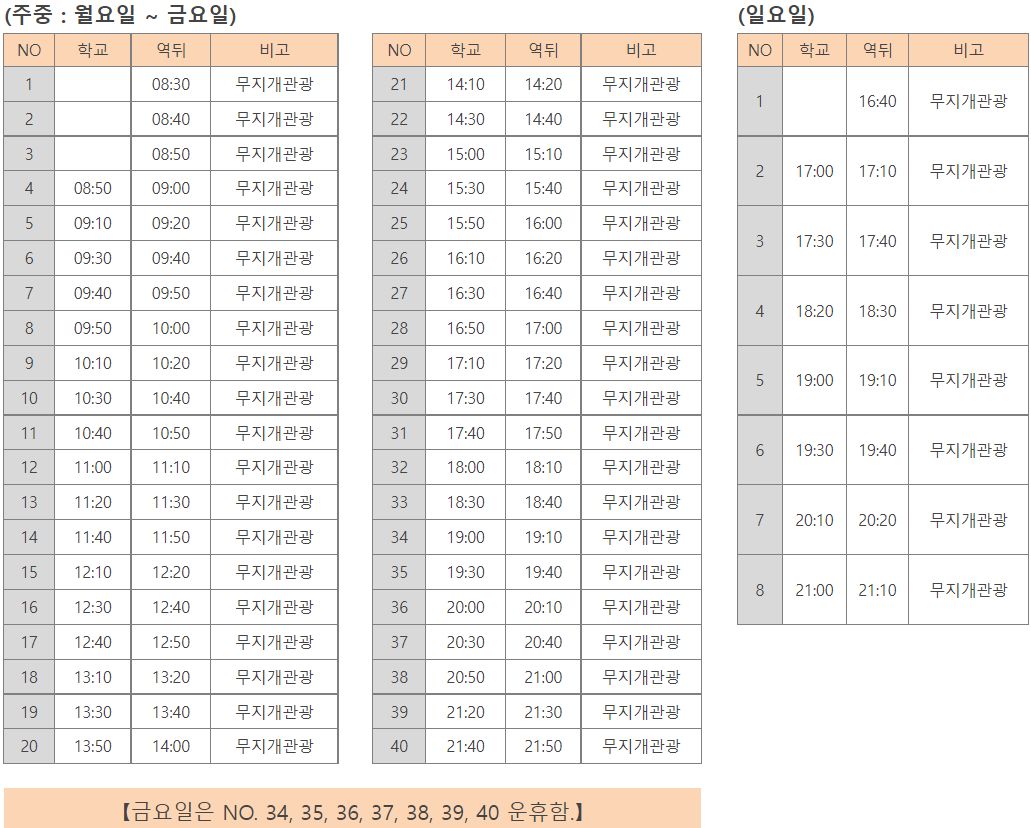 (주중 : 월요일 ~ 금요일)
NO 학교 역뒤 비고
1 08:30 무지개관광
2 08:40 무지개관광
3 08:50 무지개관광
4 08:50 09:00 무지개관광
5 09:10 09:20 무지개관광
6 09:30 09:40 무지개관광
7 09:40 09:50 무지개관광
8 09:50 10:00 무지개관광
9 10:10 10:20 무지개관광
10 10:30 10:40 무지개관광
11 10:40 10:50 무지개관광
12 11:00 11:10 무지개관광
13 11:20 11:30 무지개관광
14 11:40 11:50 무지개관광
15 12:10 12:20 무지개관광
16 12:30 12:40 무지개관광
17 12:40 12:50 무지개관광
18 13:10 13:20 무지개관광
19 13:30 13:40 무지개관광
20 13:50 14:00 무지개관광
NO 학교 역뒤 비고
21 14:10 14:20 무지개관광
22 14:30 14:40 무지개관광
23 15:00 15:10 무지개관광
24 15:30 15:40 무지개관광
25 15:50 16:00 무지개관광
26 16:10 16:20 무지개관광
27 16:30 16:40 무지개관광
28 16:50 17:00 무지개관광
29 17:10 17:20 무지개관광
30 17:30 17:40 무지개관광
31 17:40 17:50 무지개관광
32 18:00 18:10 무지개관광
33 18:30 18:40 무지개관광
34 19:00 19:10 무지개관광
35 19:30 19:40 무지개관광
36 20:00 20:10 무지개관광
37 20:30 20:40 무지개관광
38 20:50 21:00 무지개관광
39 21:20 21:30 무지개관광
40 21:40 21:50 무지개관광
(일요일)
NO 학교 역뒤 비고
1 16:40 무지개관광
2 17:00 17:10 무지개관광
3 17:30 17:40 무지개관광
4 18:20 18:30 무지개관광
5 19:00 19:10 무지개관광
6 19:30 19:40 무지개관광
7 20:10 20:20 무지개관광
8 21:00 21:10 무지개관광
【금요일은 NO. 34, 35, 36, 37, 38, 39, 40 운휴함.】